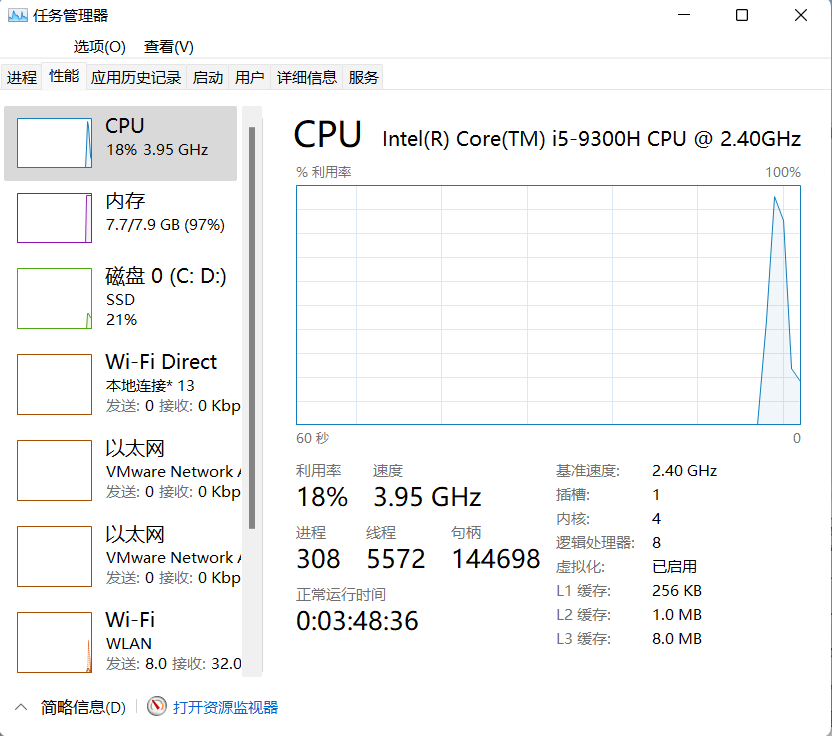 任务管理器
选项(O) 查看(V)
进程 性能 应用历史记录 启动 用户 详细信息 服务
CPU
18% 3.95 GHz
内存
7.7/7.9 GB (97%)
磁盘 0 (C: D:)
SSD
21%
Wi-Fi Direct
本地连接* 13
发送: 0 接收: 0 Kbp
以太网
VMware Network A
发送: 0 接收: 0 Kbp
以太网
VMware Network A
发送: 0 接收: 0 Kbp
Wi-Fi
WLAN
发送: 8.0 接收: 32.0
CPU Intel(R) Core(TM) i5-9300H CPU @ 2.40GHz
% 利用率 100%
60 秒 0
利用率 速度
18% 3.95 GHz
进程 线程 句柄
308 5572 144698
正常运行时间
0:03:48:36
基准速度: 2.40 GHz
插槽: 1
内核: 4
逻辑处理器: 8
虚拟化: 已启用
L1 缓存: 256 KB
L2 缓存: 1.0 MB
L3 缓存: 8.0 MB
简略信息(D) 打开资源监视器